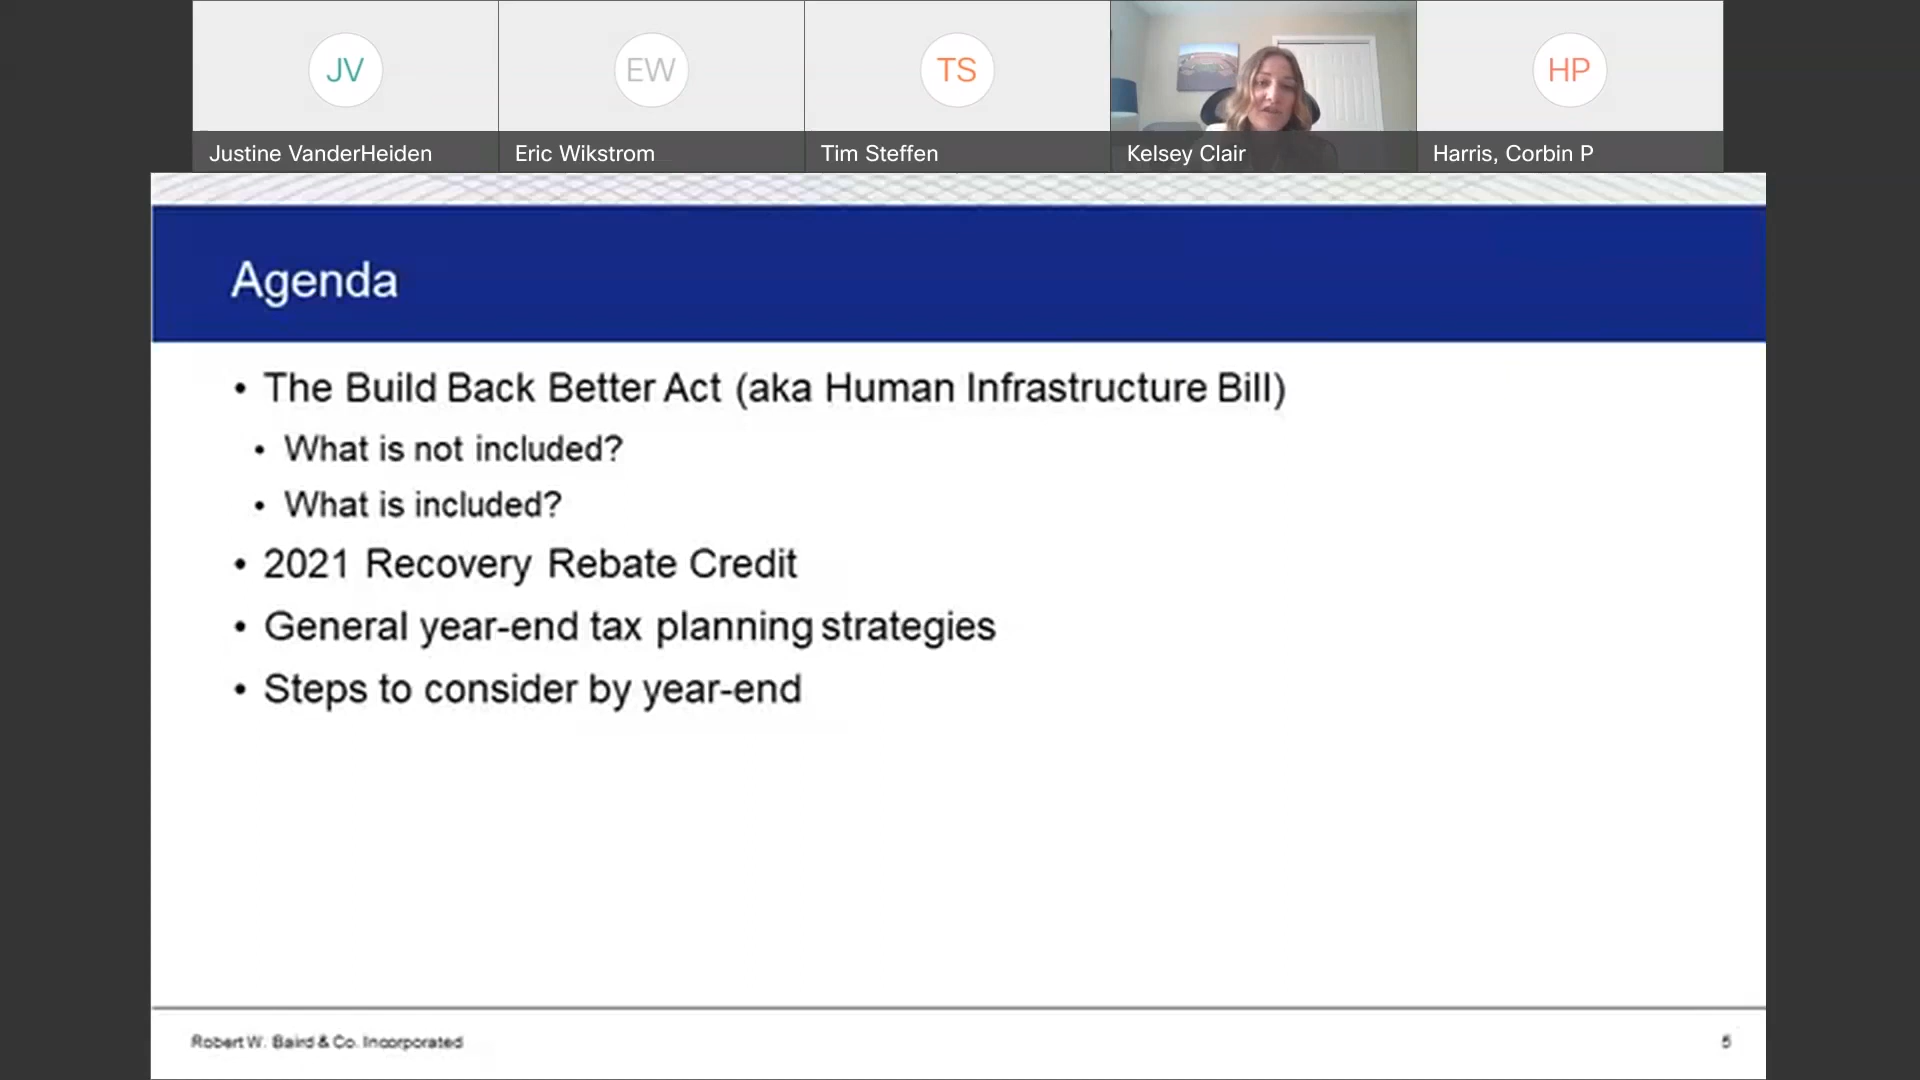 JV
EW
TS
HP
Justine VanderHeiden
Eric Wikstrom
Tim Steffen
Kelsey Clair
Harris, Corbin P
Agenda
• The Build Back Better Act (aka Human Infrastructure Bill)
• What is not included?
• What is included?
• 2021 Recovery Rebate Credit
• General year-end tax planning strategies
• Steps to consider by year-end
Robert W. Baird & Co. Incorporated
5